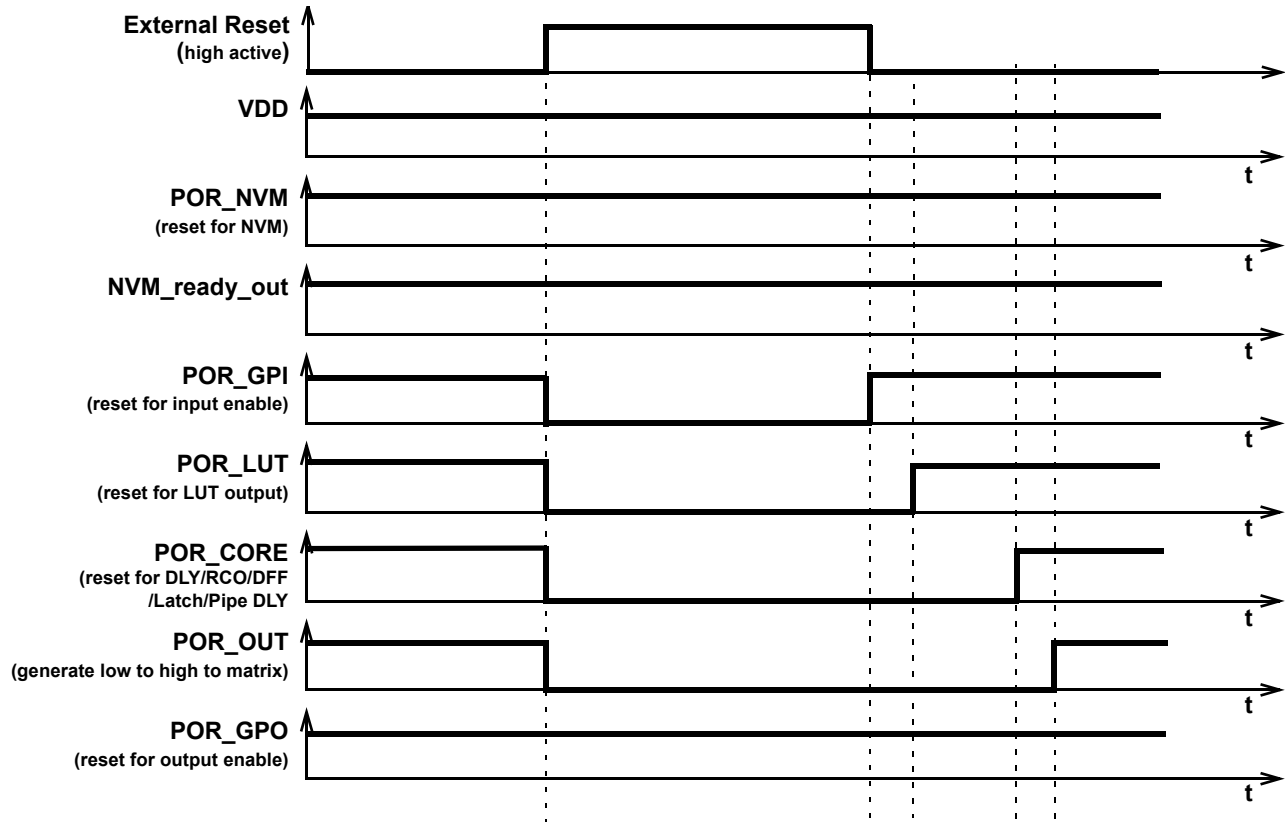 External Reset
(high active)
VDD
t
POR_NVM
(reset for NVM)
t
NVM_ready_out
t
POR_GPI
(reset for input enable)
t
POR_LUT
(reset for LUT output)
t
POR_CORE
(reset for DLY/RCO/DFF
/Latch/Pipe DLY
t
POR_OUT
(generate low to high to matrix)
t
POR_GPO
(reset for output enable)
t